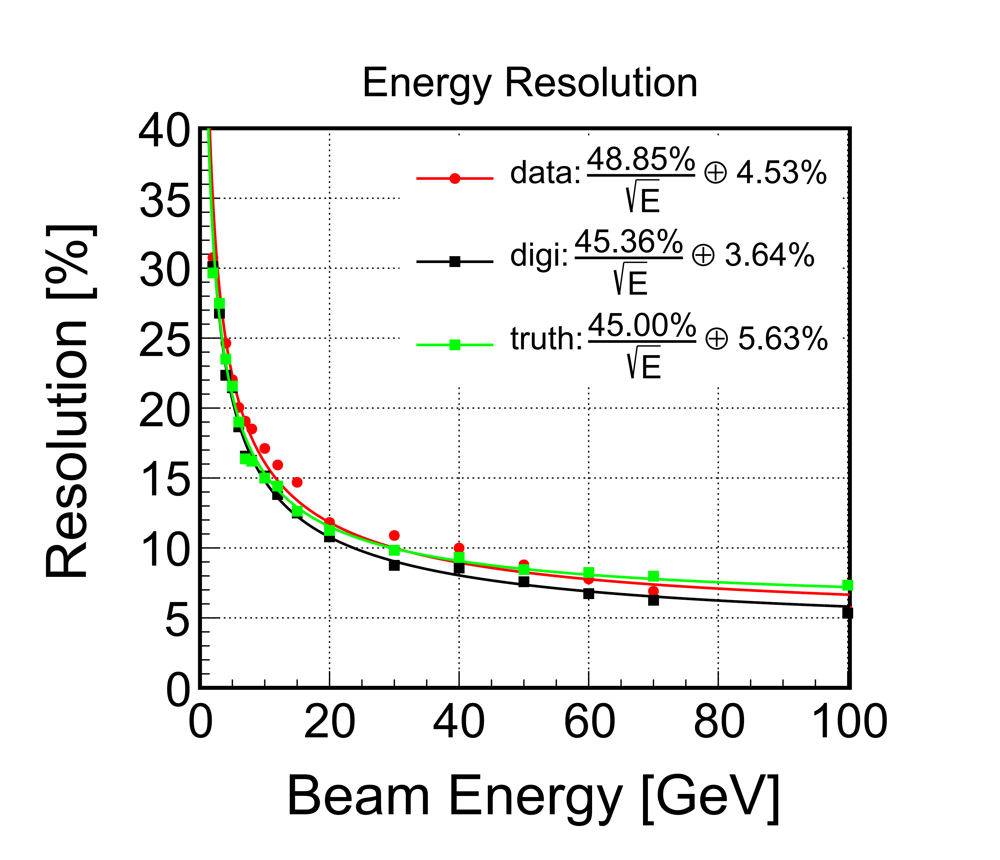 Energy Resolution
40
35
30
25
20
15
10
5
0
data: 48.85%/√E ⊕ 4.53%
digi: 45.36%/√E ⊕ 3.64%
truth: 45.00%/√E ⊕ 5.63%
Resolution [%]
0 20 40 60 80 100
Beam Energy [GeV]